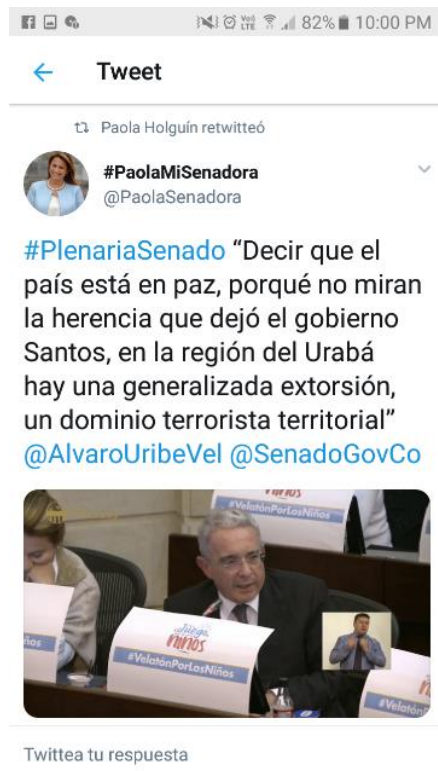 82% 10:00 PM
Tweet
Paola Holguín retwitteó
#PaolaMiSenadora
@PaolaSenadora
#PlenariaSenado “Decir que el
país está en paz, porqué no miran
la herencia que dejó el gobierno
Santos, en la región del Urabá
hay una generalizada extorsión,
un dominio terrorista territorial”
@AlvaroUribeVel @SenadoGovCo
niños
#VelatónPorLosNiños
niños
#VelatónPorLosNiños
Twittea tu respuesta